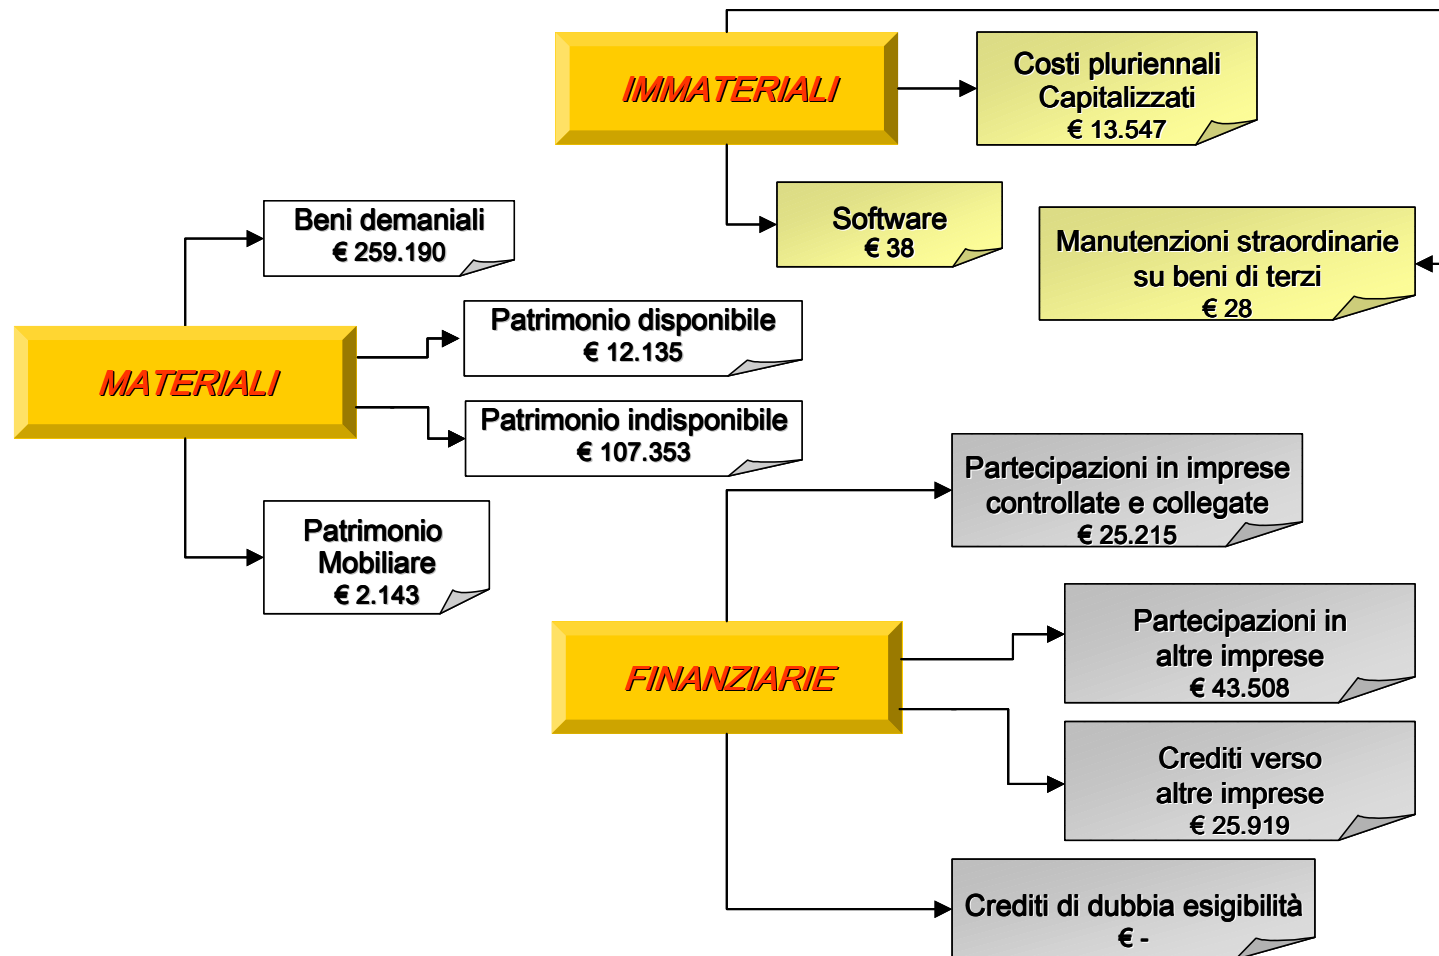 IMMATERIALI
Costi pluriennali
Capitalizzati
€ 13.547
Software
€ 38
Manutenzioni straordinarie
su beni di terzi
€ 28
Beni demaniali
€ 259.190
Patrimonio disponibile
€ 12.135
MATERIALI
Patrimonio indisponibile
€ 107.353
Patrimonio
Mobiliare
€ 2.143
Partecipazioni in imprese
controllate e collegate
€ 25.215
Partecipazioni in
altre imprese
€ 43.508
FINANZIARIE
Crediti verso
altre imprese
€ 25.919
Crediti di dubbia esigibilità
€ -